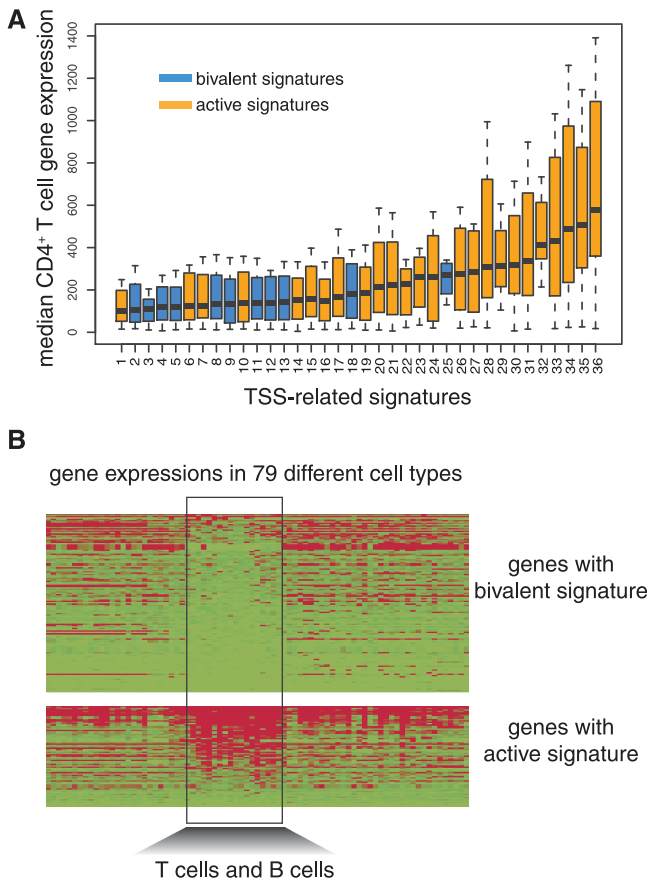 A
median CD4+ T cell gene expression
1400
1200
1000
800
600
400
200
0
bivalent signatures
active signatures
1 2 3 4 5 6 7 8 9 10 11 12 13 14 15 16 17 18 19 20 21 22 23 24 25 26 27 28 29 30 31 32 33 34 35 36
TSS-related signatures
B
gene expressions in 79 different cell types
genes with
bivalent signature
genes with
active signature
T cells and B cells